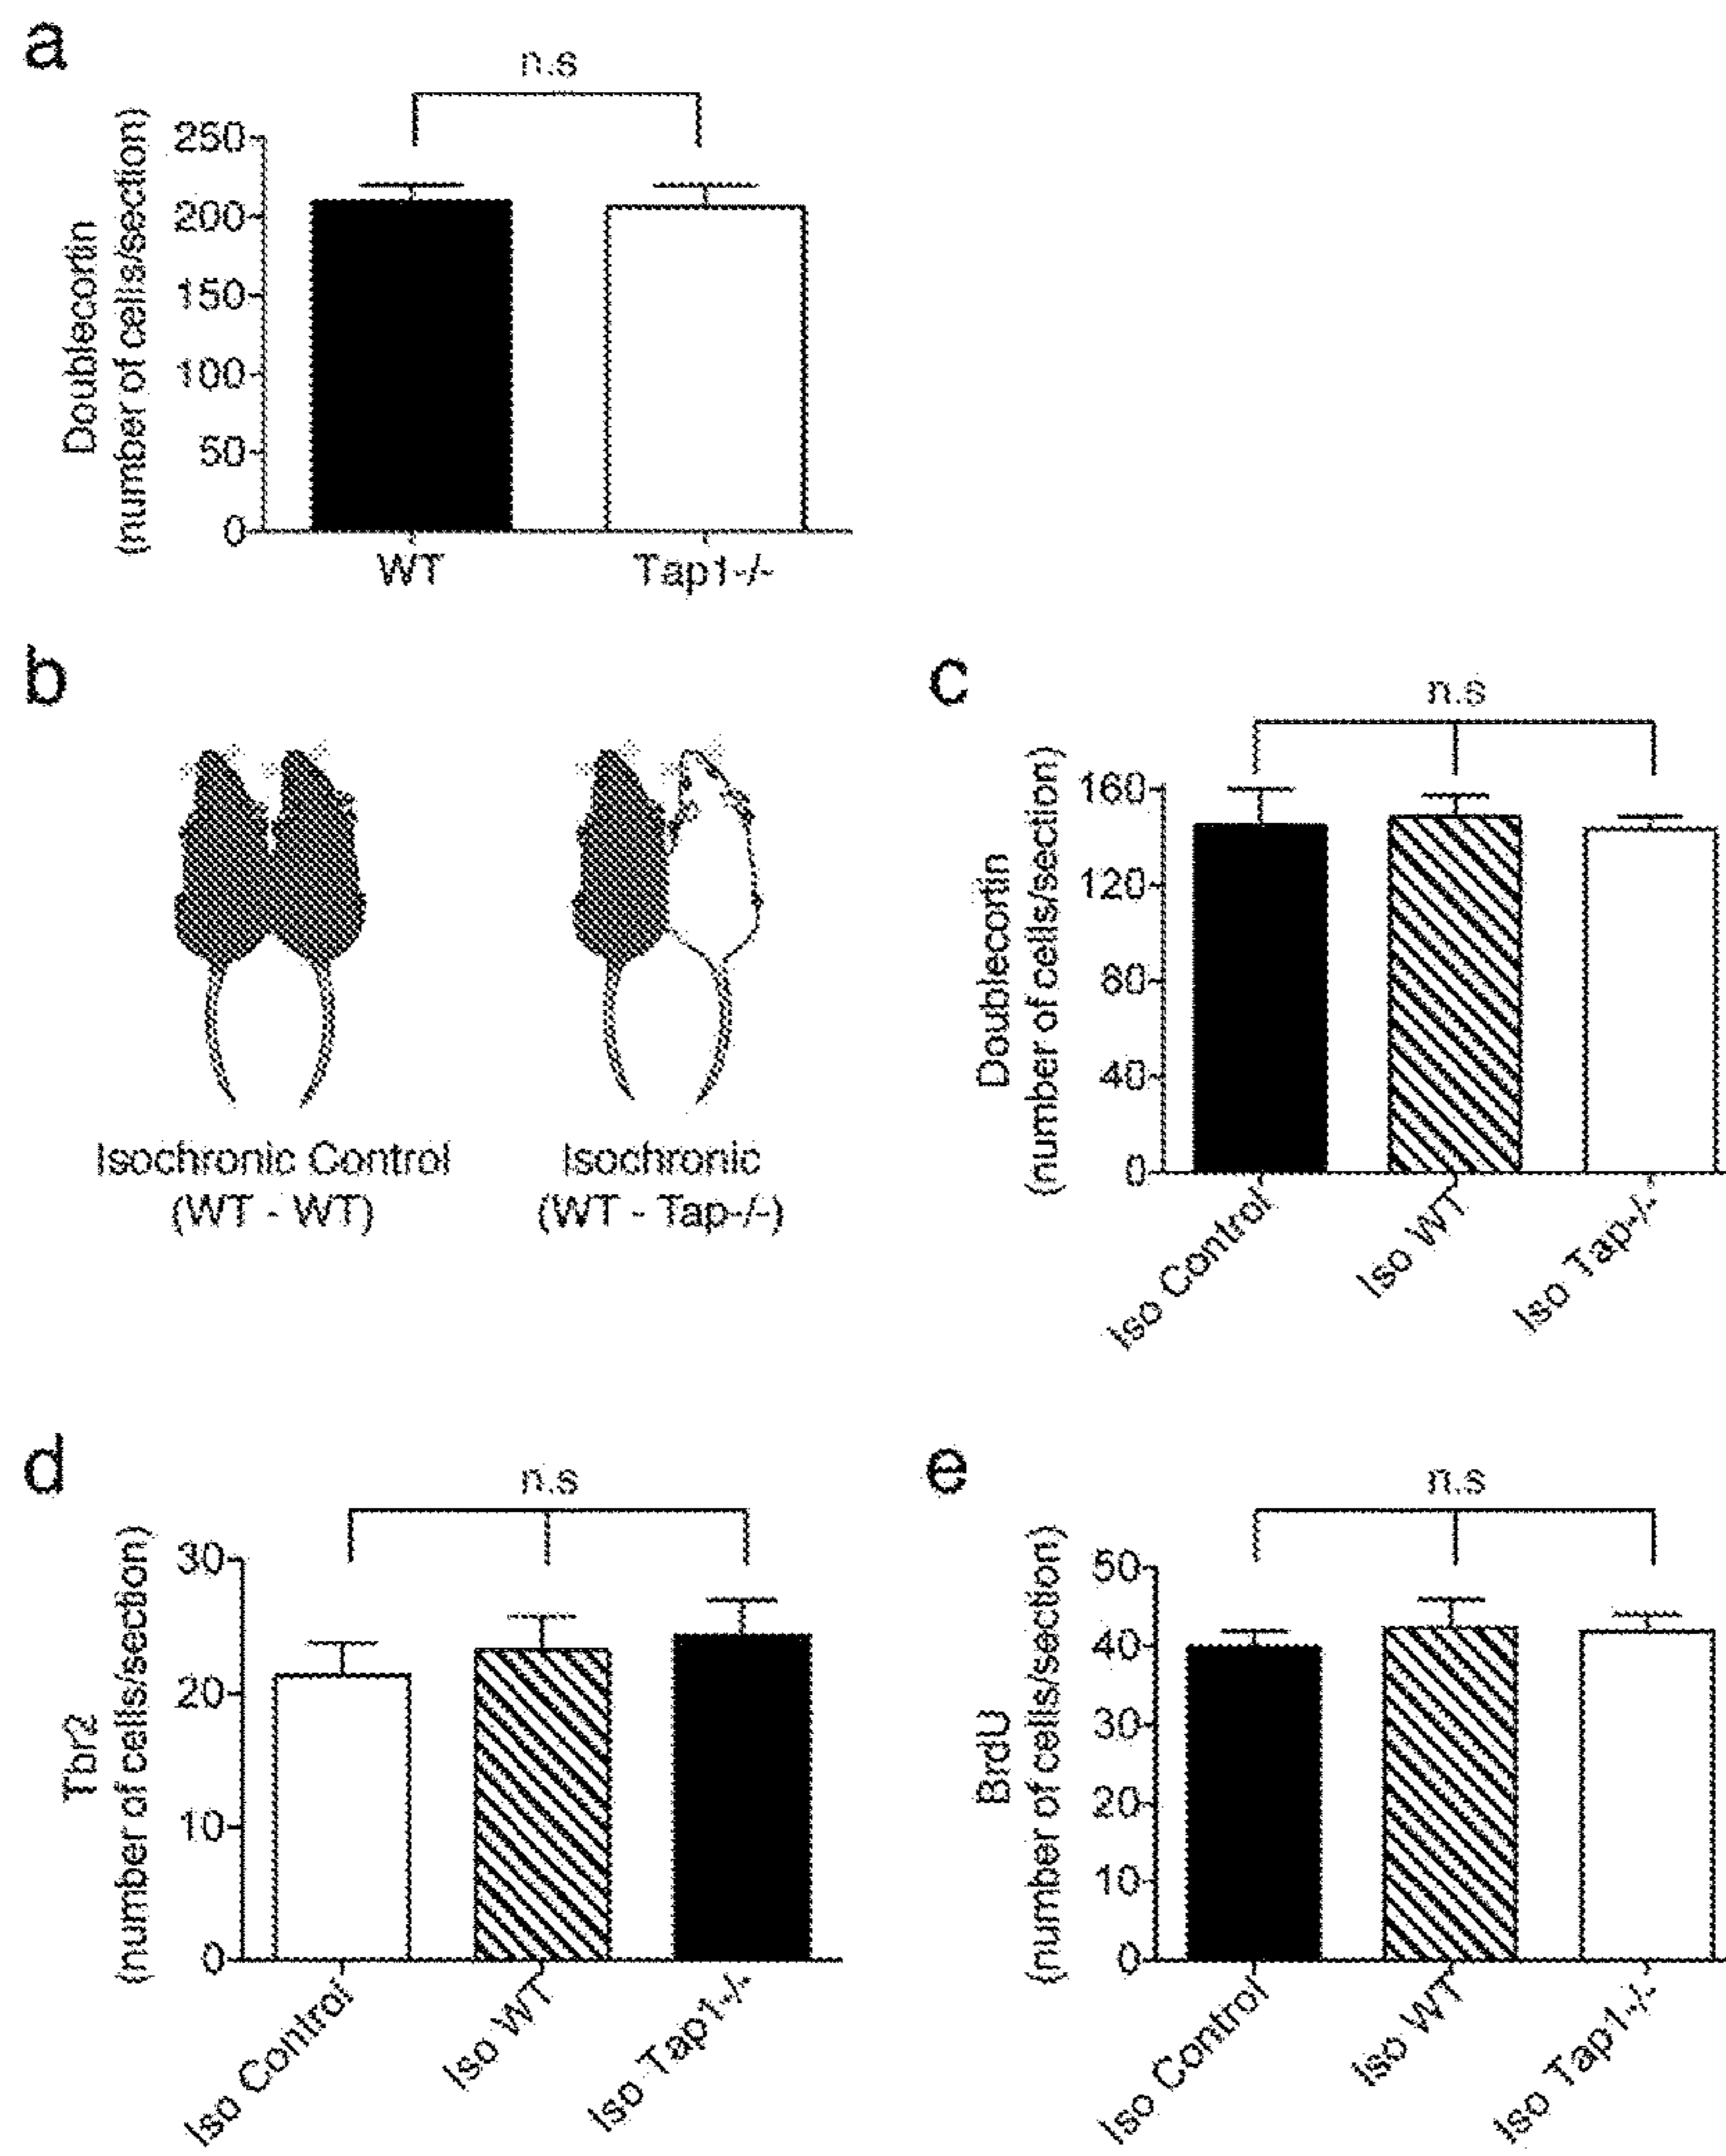 a
n.s
Doublecortin
(number of cells/section)
250
200
150
100
50
0
WT
Tap1-/-
b
Isochronic Control
(WT - WT)
Isochronic
(WT - Tap-/-)
c
n.s
Doublecortin
(number of cells/section)
160
120
80
40
0
Iso Control
Iso WT
Iso Tap-/-
d
n.s
Tbr2
(number of cells/section)
30
20
10
0
Iso Control
Iso WT
Iso Tap1-/-
e
n.s
BrdU
(number of cells/section)
50
40
30
20
10
0
Iso Control
Iso WT
Iso Tap1-/-